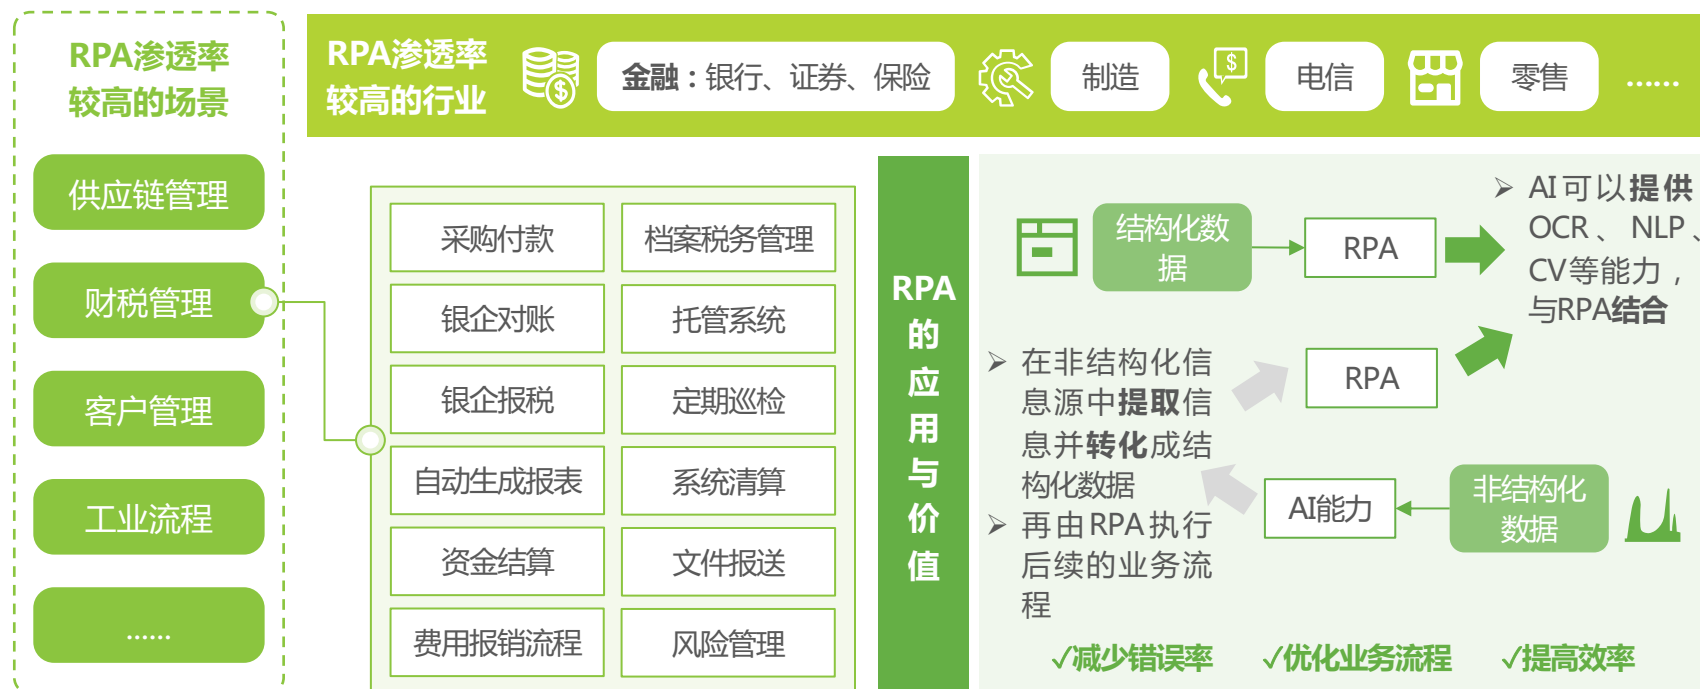 RPA渗透率
较高的场景
供应链管理
财税管理
客户管理
工业流程
......
RPA渗透率
较高的行业
金融：银行、证券、保险
制造
电信
零售
......
采购付款
档案税务管理
银企对账
托管系统
银企报税
定期巡检
自动生成报表
系统清算
资金结算
文件报送
费用报销流程
风险管理
RPA
的
应
用
与
价
值
结构化数
据
RPA
➢ AI可以提供
OCR、NLP、
CV等能力，
与RPA结合
➢ 在非结构化信
息源中提取信
息并转化成结
构化数据
➢ 再由RPA执行
后续的业务流
程
RPA
AI能力
非结构化
数据
✓减少错误率
✓优化业务流程
✓提高效率